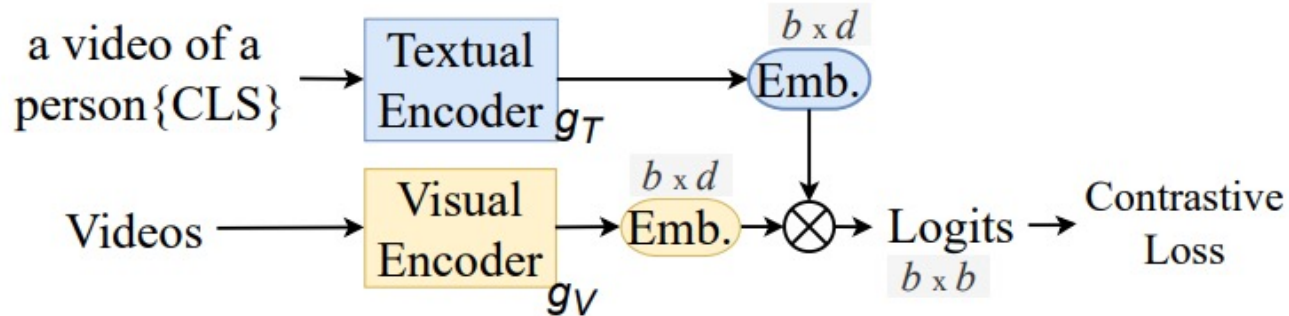 a video of a
person{CLS}
Textual
Encoder
g_T
b x d
Emb.
Videos
Visual
Encoder
g_V
b x d
Emb.
Logits
b x b
Contrastive
Loss